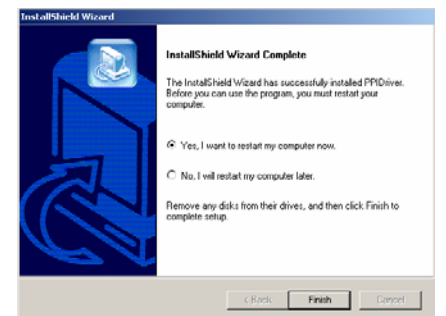 InstallShield Wizard
InstallShield Wizard Complete
The InstallShield Wizard has successfully installed PPIDriver.
Before you can use the program, you must restart your
computer.
Yes, I want to restart my computer now.
No, I will restart my computer later.
Remove any disks from their drives, and then click Finish to
complete setup.
< Back
Finish
Cancel